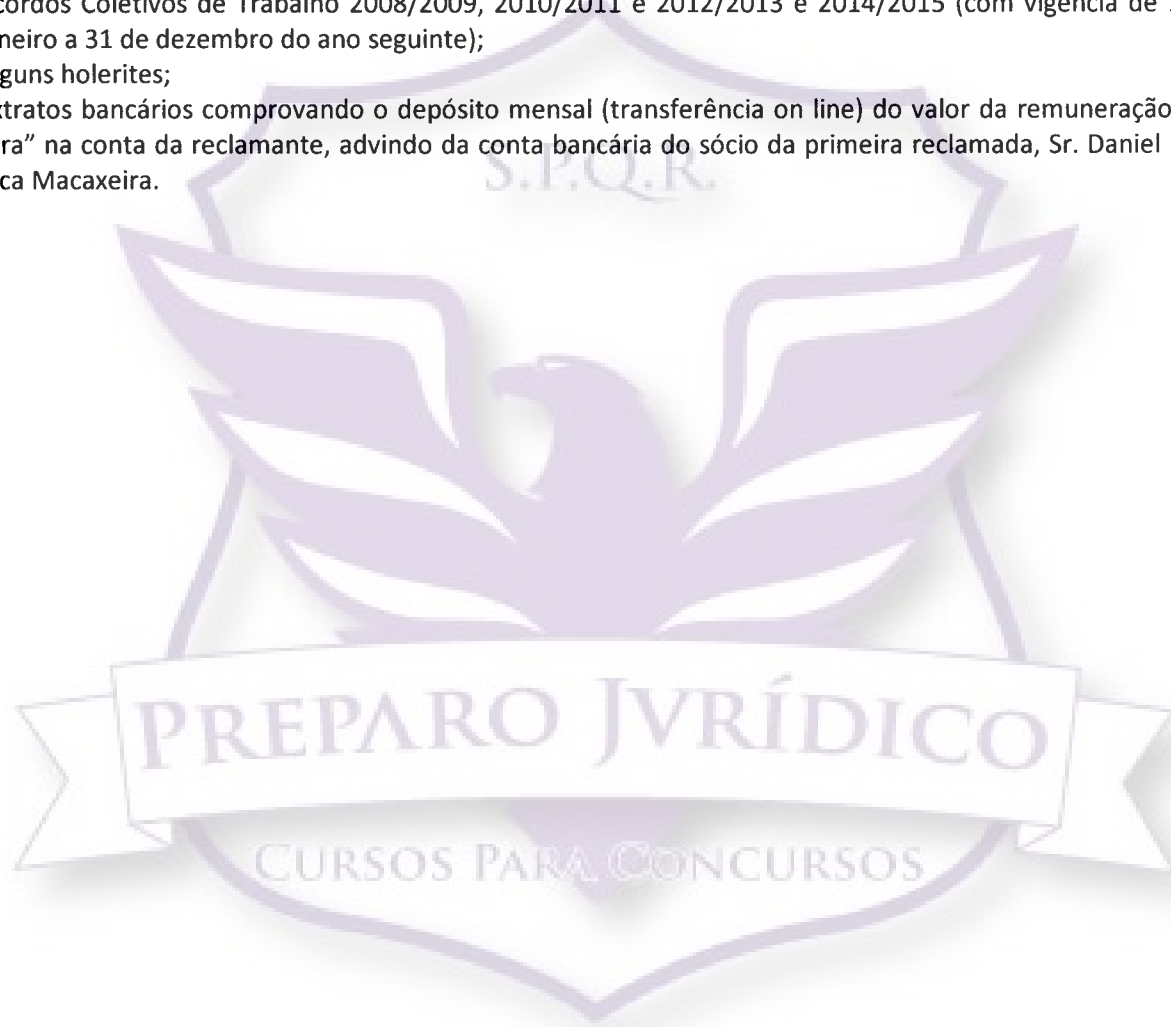 cordos Coletivos de Trabalho 2008/2009, 2010/2011 e 2012/2013 e 2014/2015 (com vigência de
neiro a 31 de dezembro do ano seguinte);
guns holerites;
xtratos bancários comprovando o depósito mensal (transferência on line) do valor da remuneração
ra” na conta da reclamante, advindo da conta bancária do sócio da primeira reclamada, Sr. Daniel
ca Macaxeira.
S.P.Q.R.
PREPARO JVRÍDICO
CURSOS PARA CONCURSOS